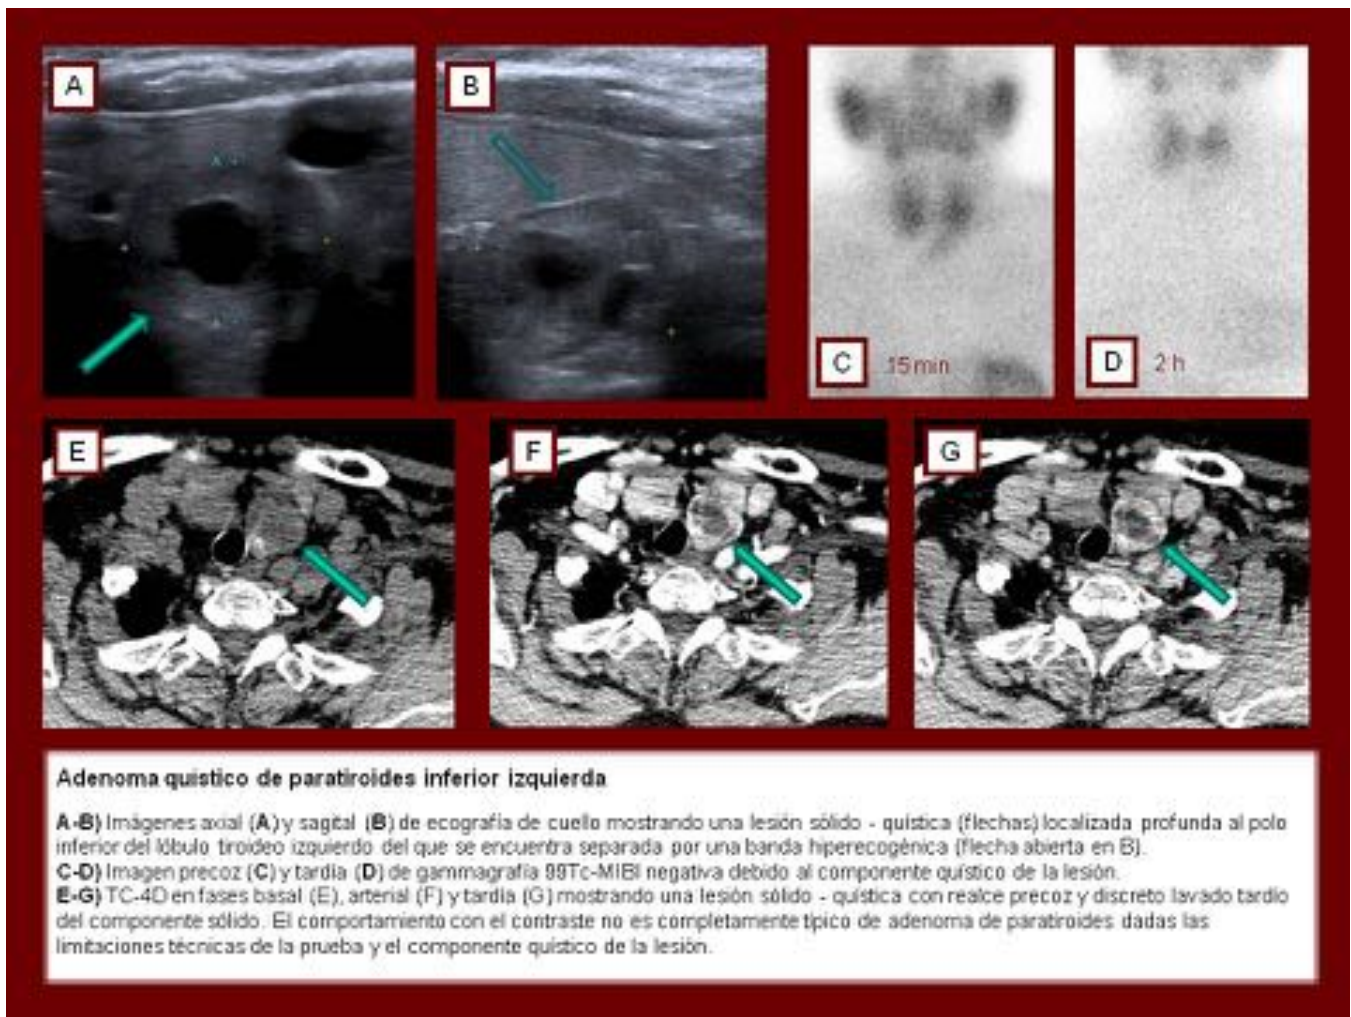 A
B
C
15 min
D
2 h
E
F
G
Adenoma quístico de paratiroides inferior izquierda
A-B) Imágenes axial (A) y sagital (B) de ecografía de cuello mostrando una lesión sólido - quística (flechas) localizada profunda al polo
inferior del lóbulo tiroideo izquierdo del que se encuentra separada por una banda hiperecogénica (flecha abierta en B).
C-D) Imagen precoz (C) y tardía (D) de gammagrafía 99Tc-MIBI negativa debido al componente quístico de la lesión.
E-G) TC-4D en fases basal (E), arterial (F) y tardía (G) mostrando una lesión sólido - quística con realce precoz y discreto lavado tardío
del componente sólido. El comportamiento con el contraste no es completamente típico de adenoma de paratiroides dadas las
limitaciones técnicas de la prueba y el componente quístico de la lesión.